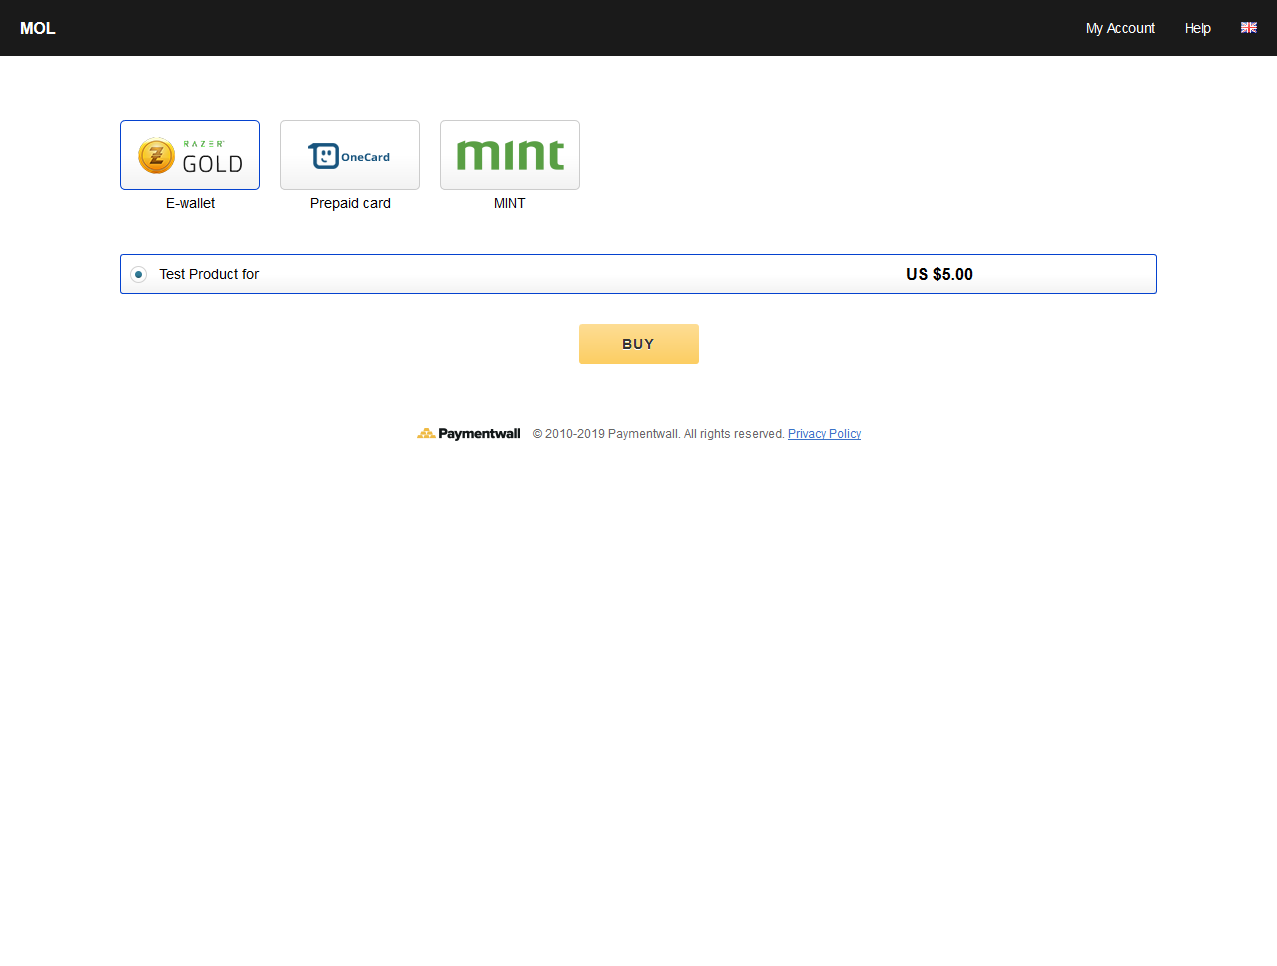 MOL
My Account
Help
RAZER
GOLD
OneCard
mint
E-wallet
Prepaid card
MINT
Test Product for
US $5.00
BUY
Paymentwall
© 2010-2019 Paymentwall. All rights reserved. Privacy Policy